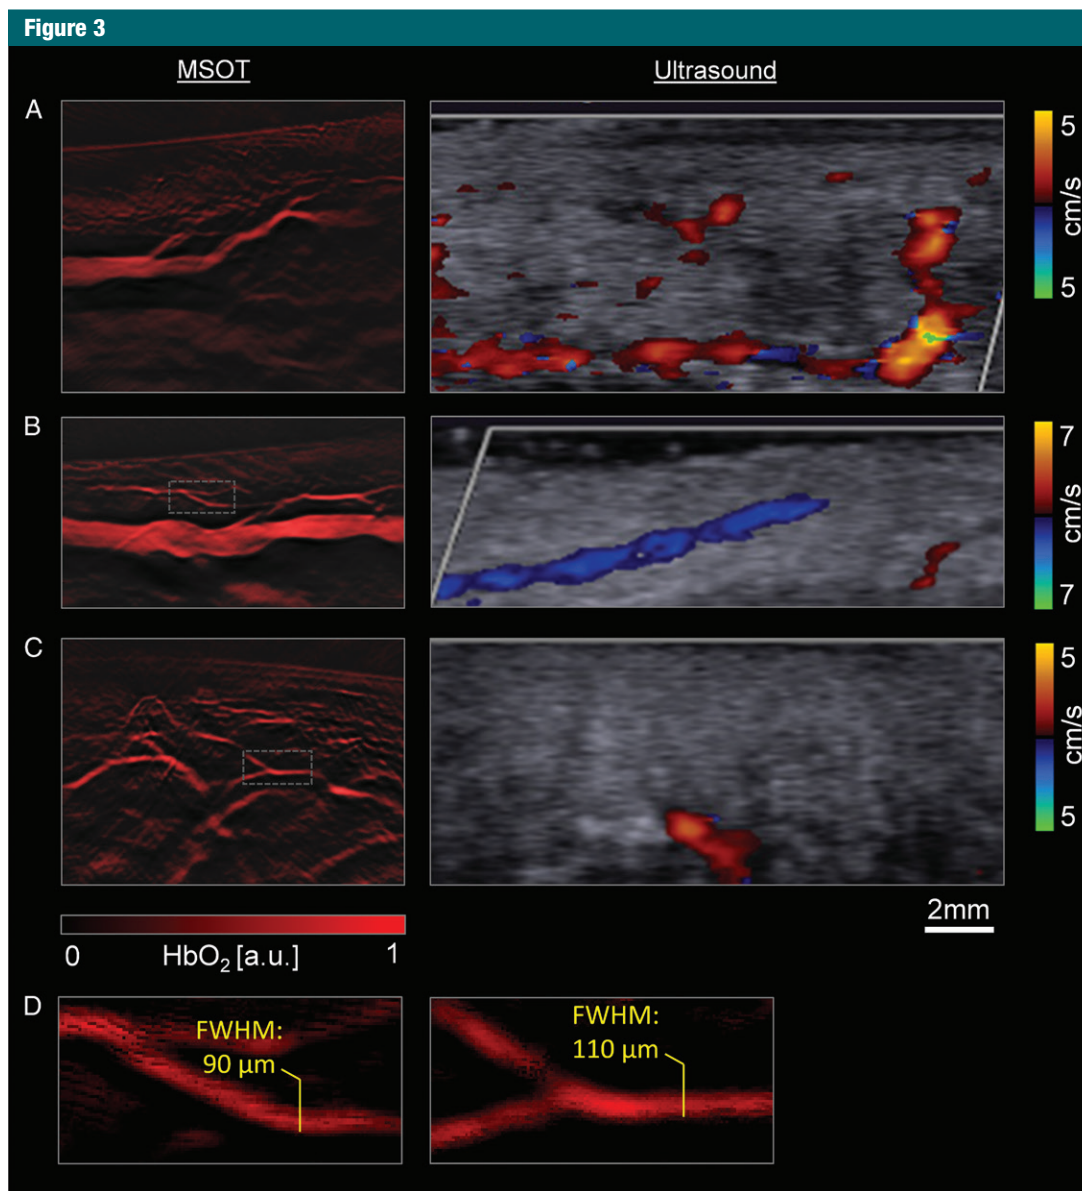 Figure 3
MSOT
Ultrasound
A
5
cm/s
5
B
7
cm/s
7
C
5
cm/s
5
2mm
0
HbO₂ [a.u.]
1
D
FWHM:
90 µm
FWHM:
110 µm